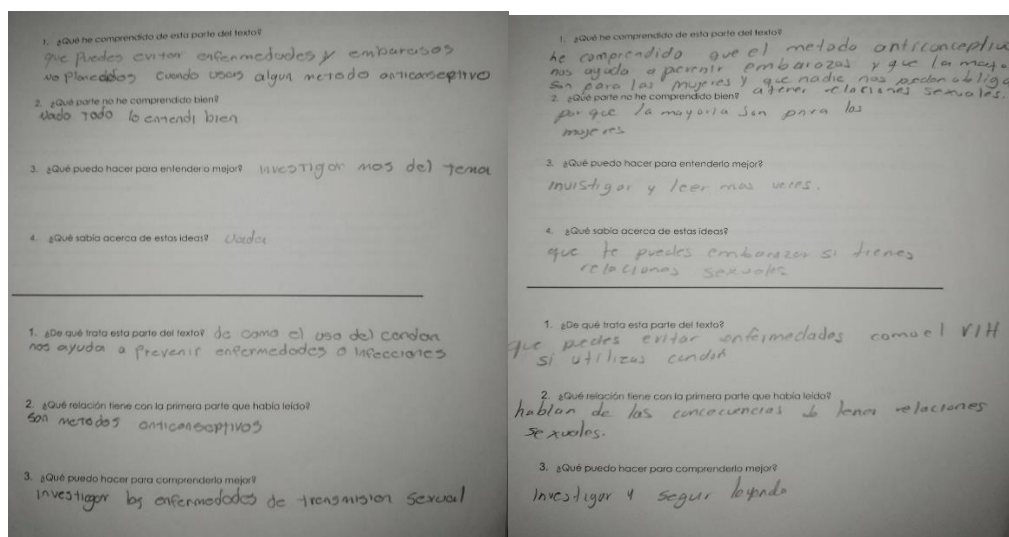 1. ¿Qué he comprendido de esta parte del texto?
que puedes evitar enfermedades y embarasos
no planeados cuando usas algun metodo anticonseptivo
2. ¿Qué parte no he comprendido bien?
Nada Todo lo entendi bien
3. ¿Qué puedo hacer para entender o mejor? investigar mas del tema
4. ¿Qué sabía acerca de estas ideas? Nada
1. ¿De qué trata esta parte del texto? de como el uso del condon
nos ayuda a prevenir enfermedades o infecciones
2. ¿Qué relación tiene con la primera parte que había leído?
son metodos anticonseptivos
3. ¿Qué puedo hacer para comprenderlo mejor?
investigar las enfermedades de transmision sexual
1. ¿Qué he comprendido de esta parte del texto?
he comprendido que el metodo anticonceptivo
nos ayuda a perenir embarazos y que la mayo
son para las mujeres y que nadie nos obliga
a tener relaciones sexuales.
2. ¿Qué parte no he comprendido bien?
por que la mayoria son para las
mujeres
3. ¿Qué puedo hacer para entenderlo mejor?
invistigar y leer mas veces.
4. ¿Qué sabía acerca de estas ideas?
que te puedes embarazar si tienes
relaciones sexuales
1. ¿De qué trata esta parte del texto?
que pedes evitar enfermedades como el VIH
si utilizas condon
2. ¿Qué relación tiene con la primera parte que había leído?
hablan de las concecuencias de tener relaciones
sexuales.
3. ¿Qué puedo hacer para comprenderlo mejor?
Investigar y seguir leyendo